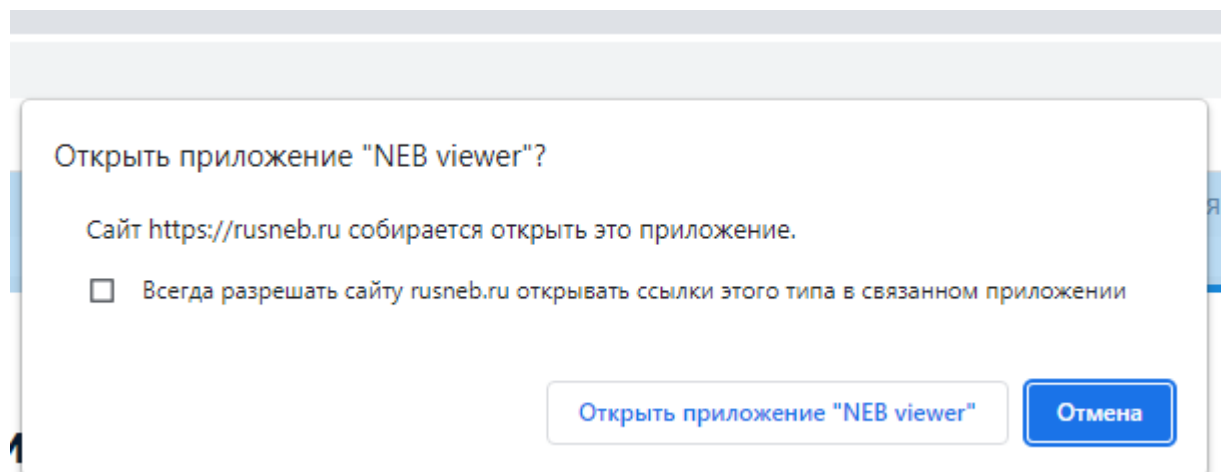 Открыть приложение "NEB viewer"?
я
Сайт https://rusneb.ru собирается открыть это приложение.
Всегда разрешать сайту rusneb.ru открывать ссылки этого типа в связанном приложении
Открыть приложение "NEB viewer"
Отмена